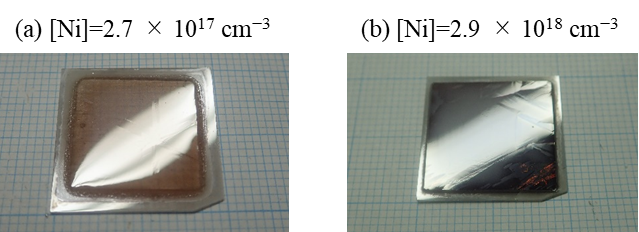 (a) [Ni]=2.7 × 10¹⁷ cm⁻³
(b) [Ni]=2.9 × 10¹⁸ cm⁻³